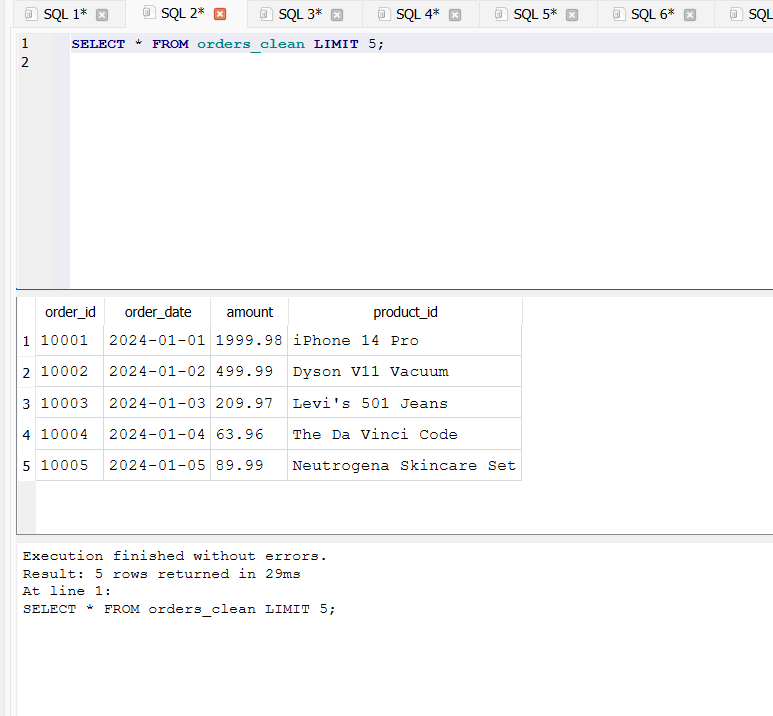 SQL 1* SQL 2* SQL 3* SQL 4* SQL 5* SQL 6* SQL
1 SELECT * FROM orders_clean LIMIT 5;
2
order_id order_date amount product_id
1 10001 2024-01-01 1999.98 iPhone 14 Pro
2 10002 2024-01-02 499.99 Dyson V11 Vacuum
3 10003 2024-01-03 209.97 Levi's 501 Jeans
4 10004 2024-01-04 63.96 The Da Vinci Code
5 10005 2024-01-05 89.99 Neutrogena Skincare Set
Execution finished without errors.
Result: 5 rows returned in 29ms
At line 1:
SELECT * FROM orders_clean LIMIT 5;